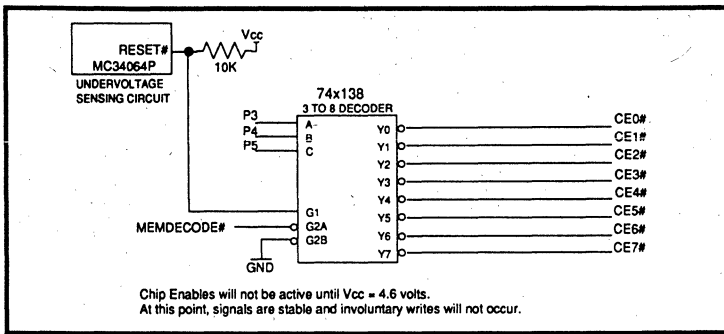 RESET#
MC34064P
UNDERVOLTAGE
SENSING CIRCUIT
Vcc
10K
74x138
3 TO 8 DECODER
P3
P4
P5
A
B
C
G1
MEMDECODE#
G2A
G2B
GND
Y0
Y1
Y2
Y3
Y4
Y5
Y6
Y7
CE0#
CE1#
CE2#
CE3#
CE4#
CE5#
CE6#
CE7#
Chip Enables will not be active until Vcc = 4.6 volts.
At this point, signals are stable and involuntary writes will not occur.